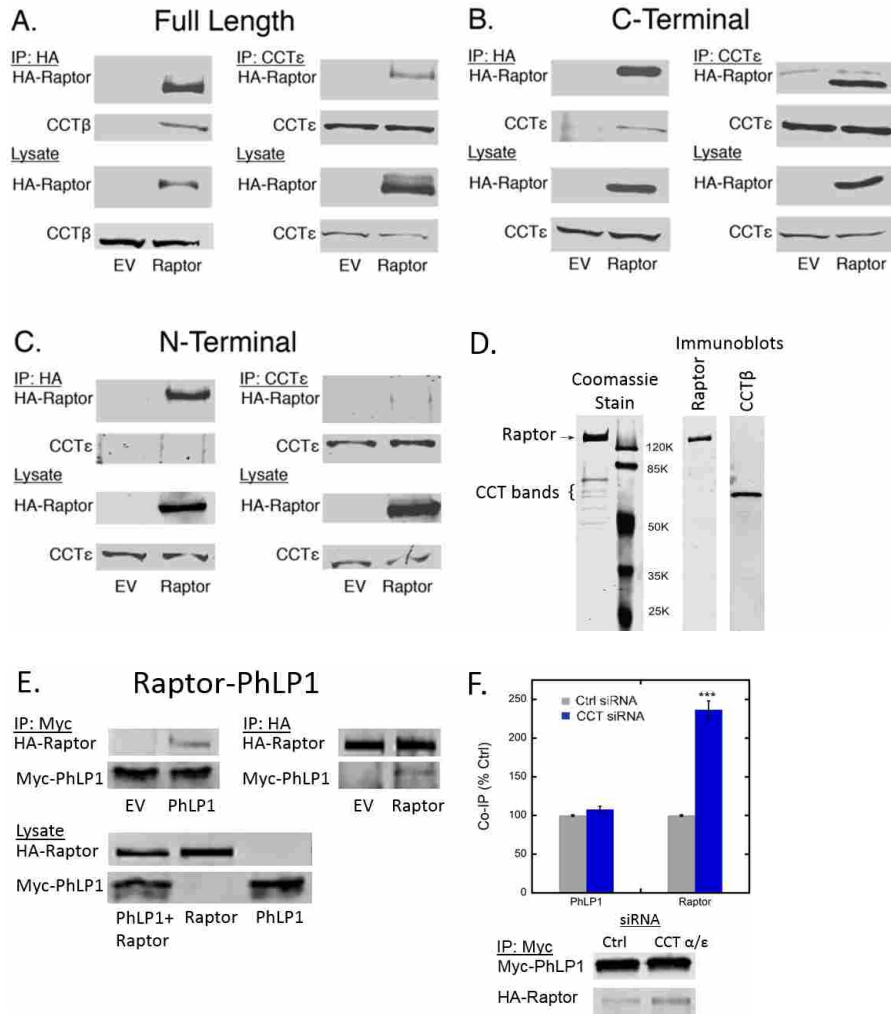 A. Full Length
IP: HA
HA-Raptor
CCTβ
Lysate
HA-Raptor
CCTβ
EV Raptor
IP: CCTε
HA-Raptor
CCTε
Lysate
HA-Raptor
CCTε
EV Raptor
B. C-Terminal
IP: HA
HA-Raptor
CCTε
Lysate
HA-Raptor
CCTε
EV Raptor
IP: CCTε
HA-Raptor
CCTε
Lysate
HA-Raptor
CCTε
EV Raptor
C. N-Terminal
IP: HA
HA-Raptor
CCTε
Lysate
HA-Raptor
CCTε
EV Raptor
IP: CCTε
HA-Raptor
CCTε
Lysate
HA-Raptor
CCTε
EV Raptor
D.
Immunoblots
Coomassie
Stain
Raptor
CCTβ
Raptor
CCT bands
120K
85K
50K
35K
25K
E. Raptor-PhLP1
IP: Myc
HA-Raptor
Myc-PhLP1
EV PhLP1
IP: HA
HA-Raptor
Myc-PhLP1
EV Raptor
Lysate
HA-Raptor
Myc-PhLP1
PhLP1+
Raptor
Raptor
PhLP1
F.
Ctrl siRNA
CCT siRNA
***
Co-IP (% Ctrl)
250
200
150
100
50
0
PhLP1 Raptor
siRNA
IP: Myc
Ctrl CCT α/ε
Myc-PhLP1
HA-Raptor